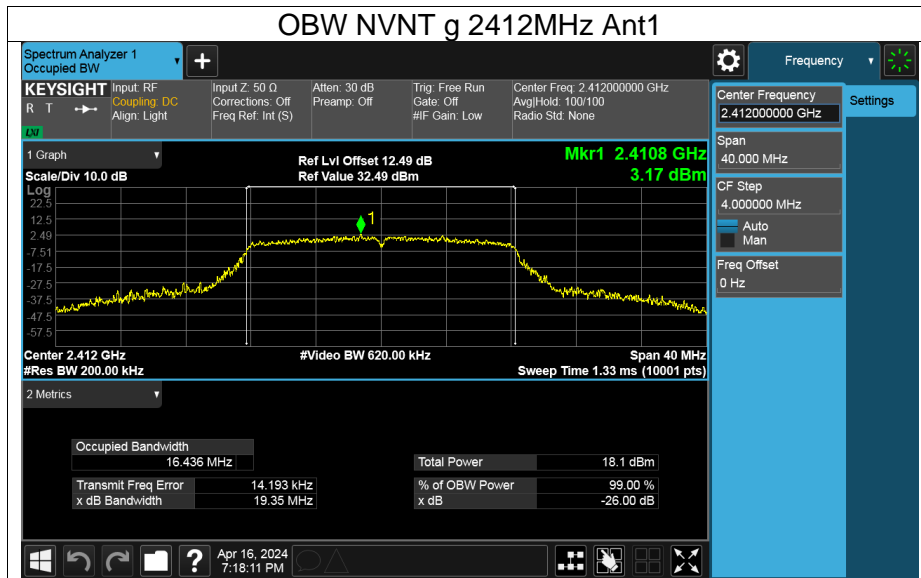 OBW NVNT g 2412MHz Ant1
Spectrum Analyzer 1
Occupied BW
+
Frequency
KEYSIGHT
R T
LXI
Input: RF
Coupling: DC
Align: Light
Input Z: 50 Ω
Corrections: Off
Freq Ref: Int (S)
Atten: 30 dB
Preamp: Off
Trig: Free Run
Gate: Off
#IF Gain: Low
Center Freq: 2.412000000 GHz
Avg|Hold: 100/100
Radio Std: None
Center Frequency
2.412000000 GHz
Settings
Span
40.000 MHz
CF Step
4.000000 MHz
Auto
Man
Freq Offset
0 Hz
1 Graph
Scale/Div 10.0 dB
Ref Lvl Offset 12.49 dB
Ref Value 32.49 dBm
Mkr1 2.4108 GHz
3.17 dBm
Log
22.5
12.5
2.49
-7.51
-17.5
-27.5
-37.5
-47.5
-57.5
1
Center 2.412 GHz
#Res BW 200.00 kHz
#Video BW 620.00 kHz
Span 40 MHz
Sweep Time 1.33 ms (10001 pts)
2 Metrics
Occupied Bandwidth
16.436 MHz
Transmit Freq Error 14.193 kHz
x dB Bandwidth 19.35 MHz
Total Power 18.1 dBm
% of OBW Power 99.00 %
x dB -26.00 dB
?
Apr 16, 2024
7:18:11 PM